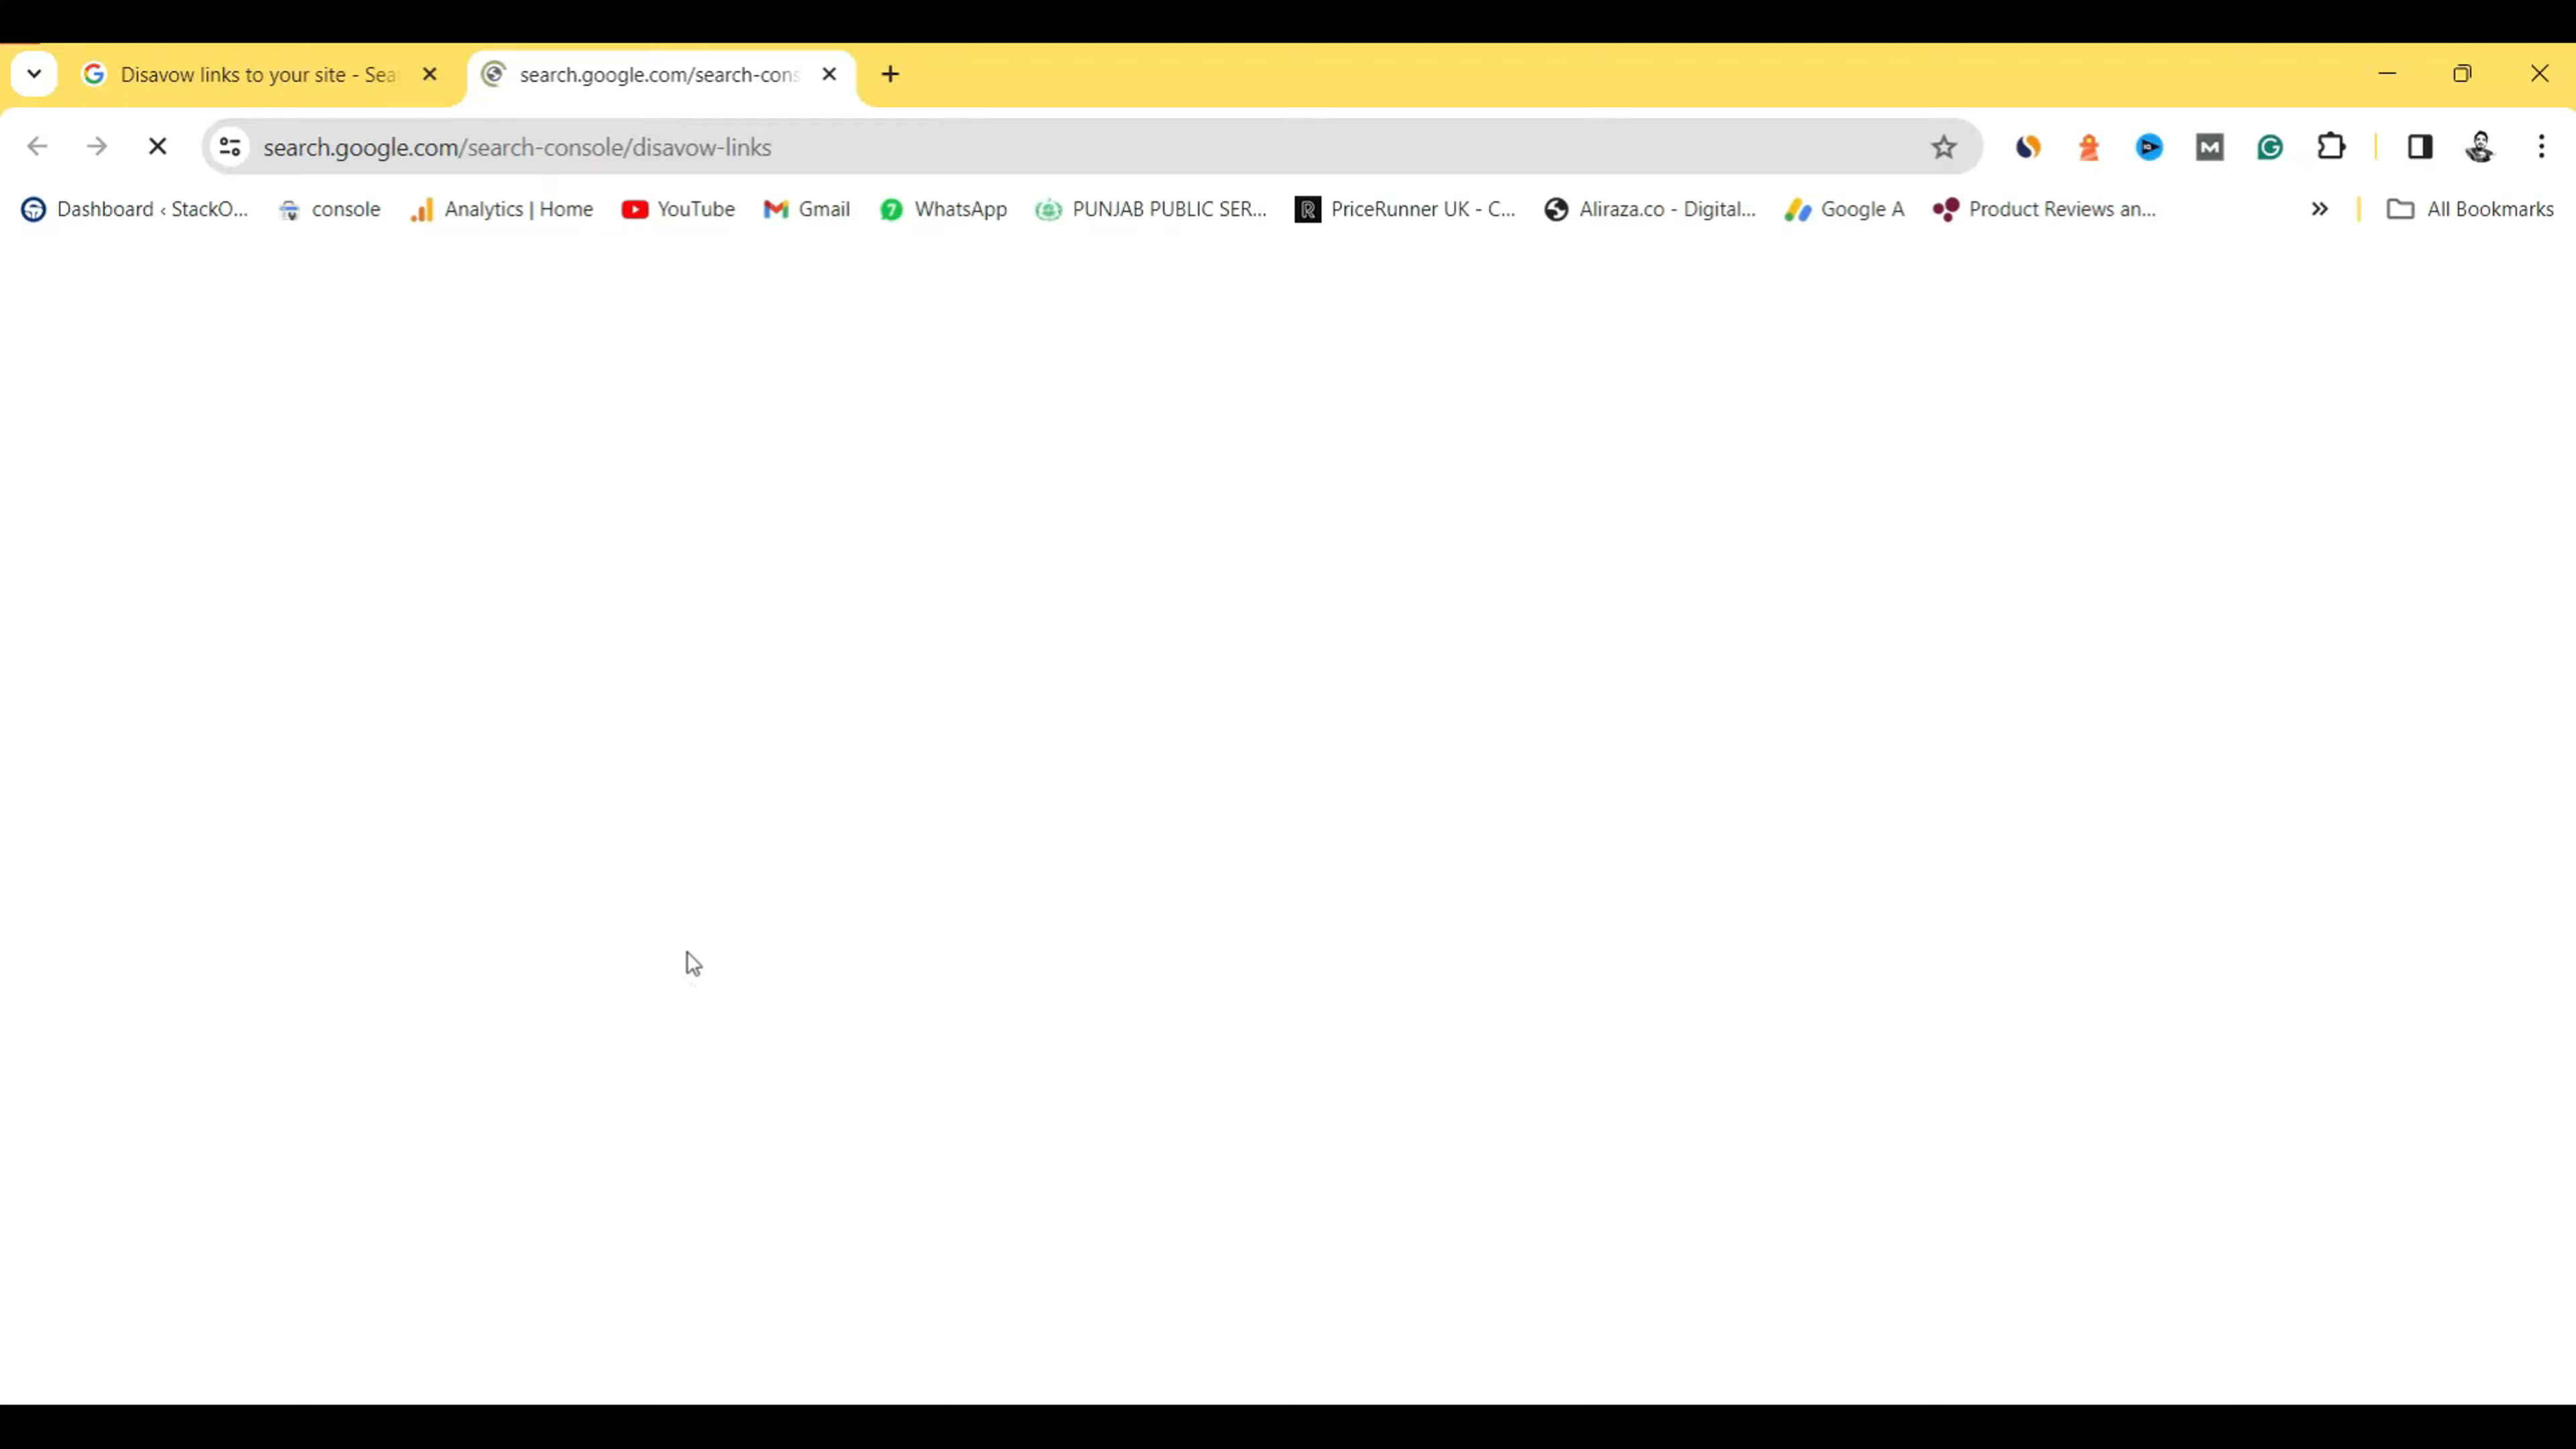 Disavow links to your site - Sea
search.google.com/search-cons
search.google.com/search-console/disavow-links
Dashboard ‹ StackO...
console
Analytics | Home
YouTube
Gmail
7
WhatsApp
PUNJAB PUBLIC SER...
PriceRunner UK - C...
Aliraza.co - Digital...
Google A
Product Reviews an...
»
All Bookmarks